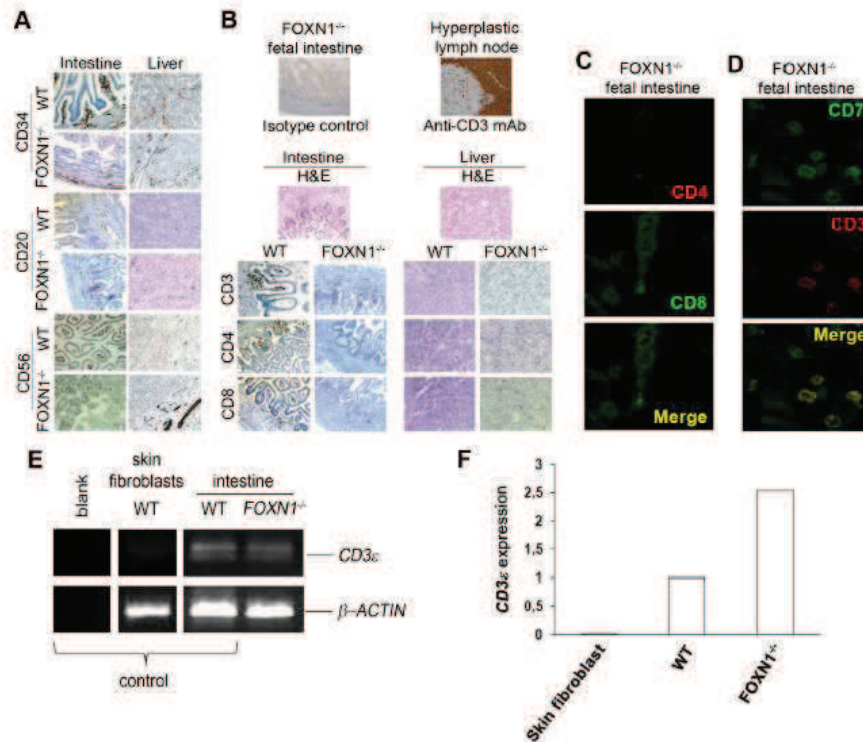 A
Intestine Liver
CD34
WT
FOXN1-/-
CD20
WT
FOXN1-/-
CD56
WT
FOXN1-/-
B
FOXN1-/-
fetal intestine
Isotype control
Hyperplastic
lymph node
Anti-CD3 mAb
Intestine
H&E
Liver
H&E
WT FOXN1-/- WT FOXN1-/-
CD3
CD4
CD8
C
FOXN1-/-
fetal intestine
CD4
CD8
Merge
D
FOXN1-/-
fetal intestine
CD7
CD3
Merge
E
blank
skin
fibroblasts
WT
intestine
WT FOXN1-/-
CD3ε
β-ACTIN
control
F
CD3ε expression
3
2,5
2
1,5
1
0,5
0
Skin fibroblast
WT
FOXN1-/-